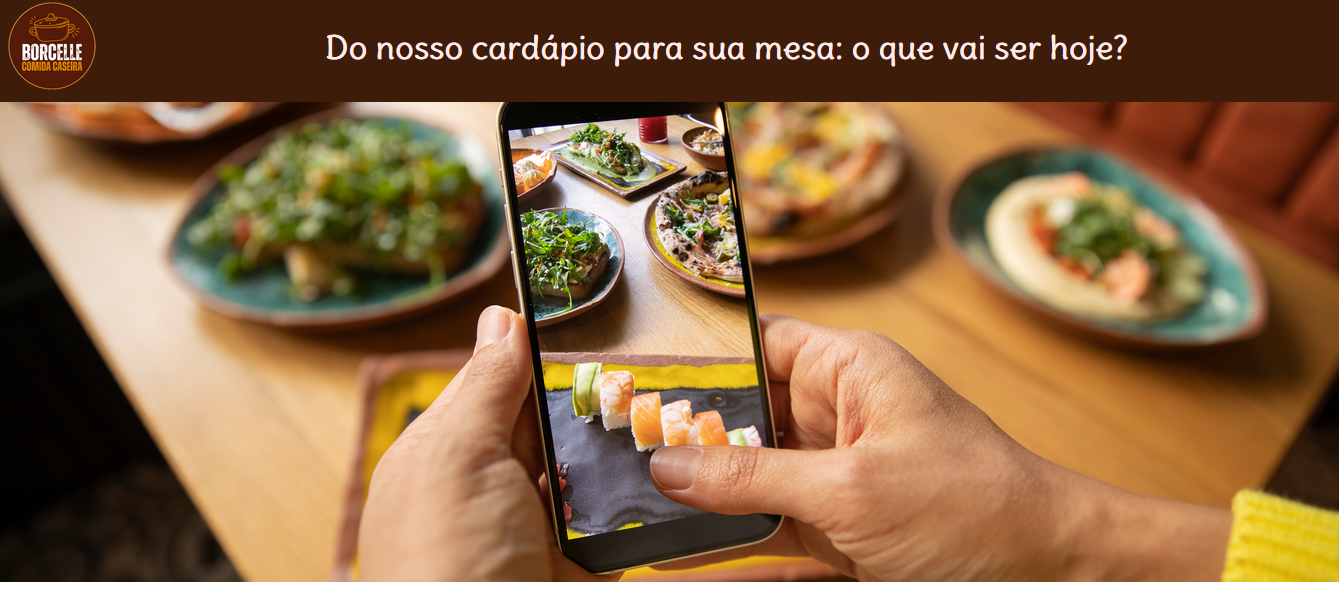 BORCELLE
COMIDA CASEIRA
Do nosso cardápio para sua mesa: o que vai ser hoje?